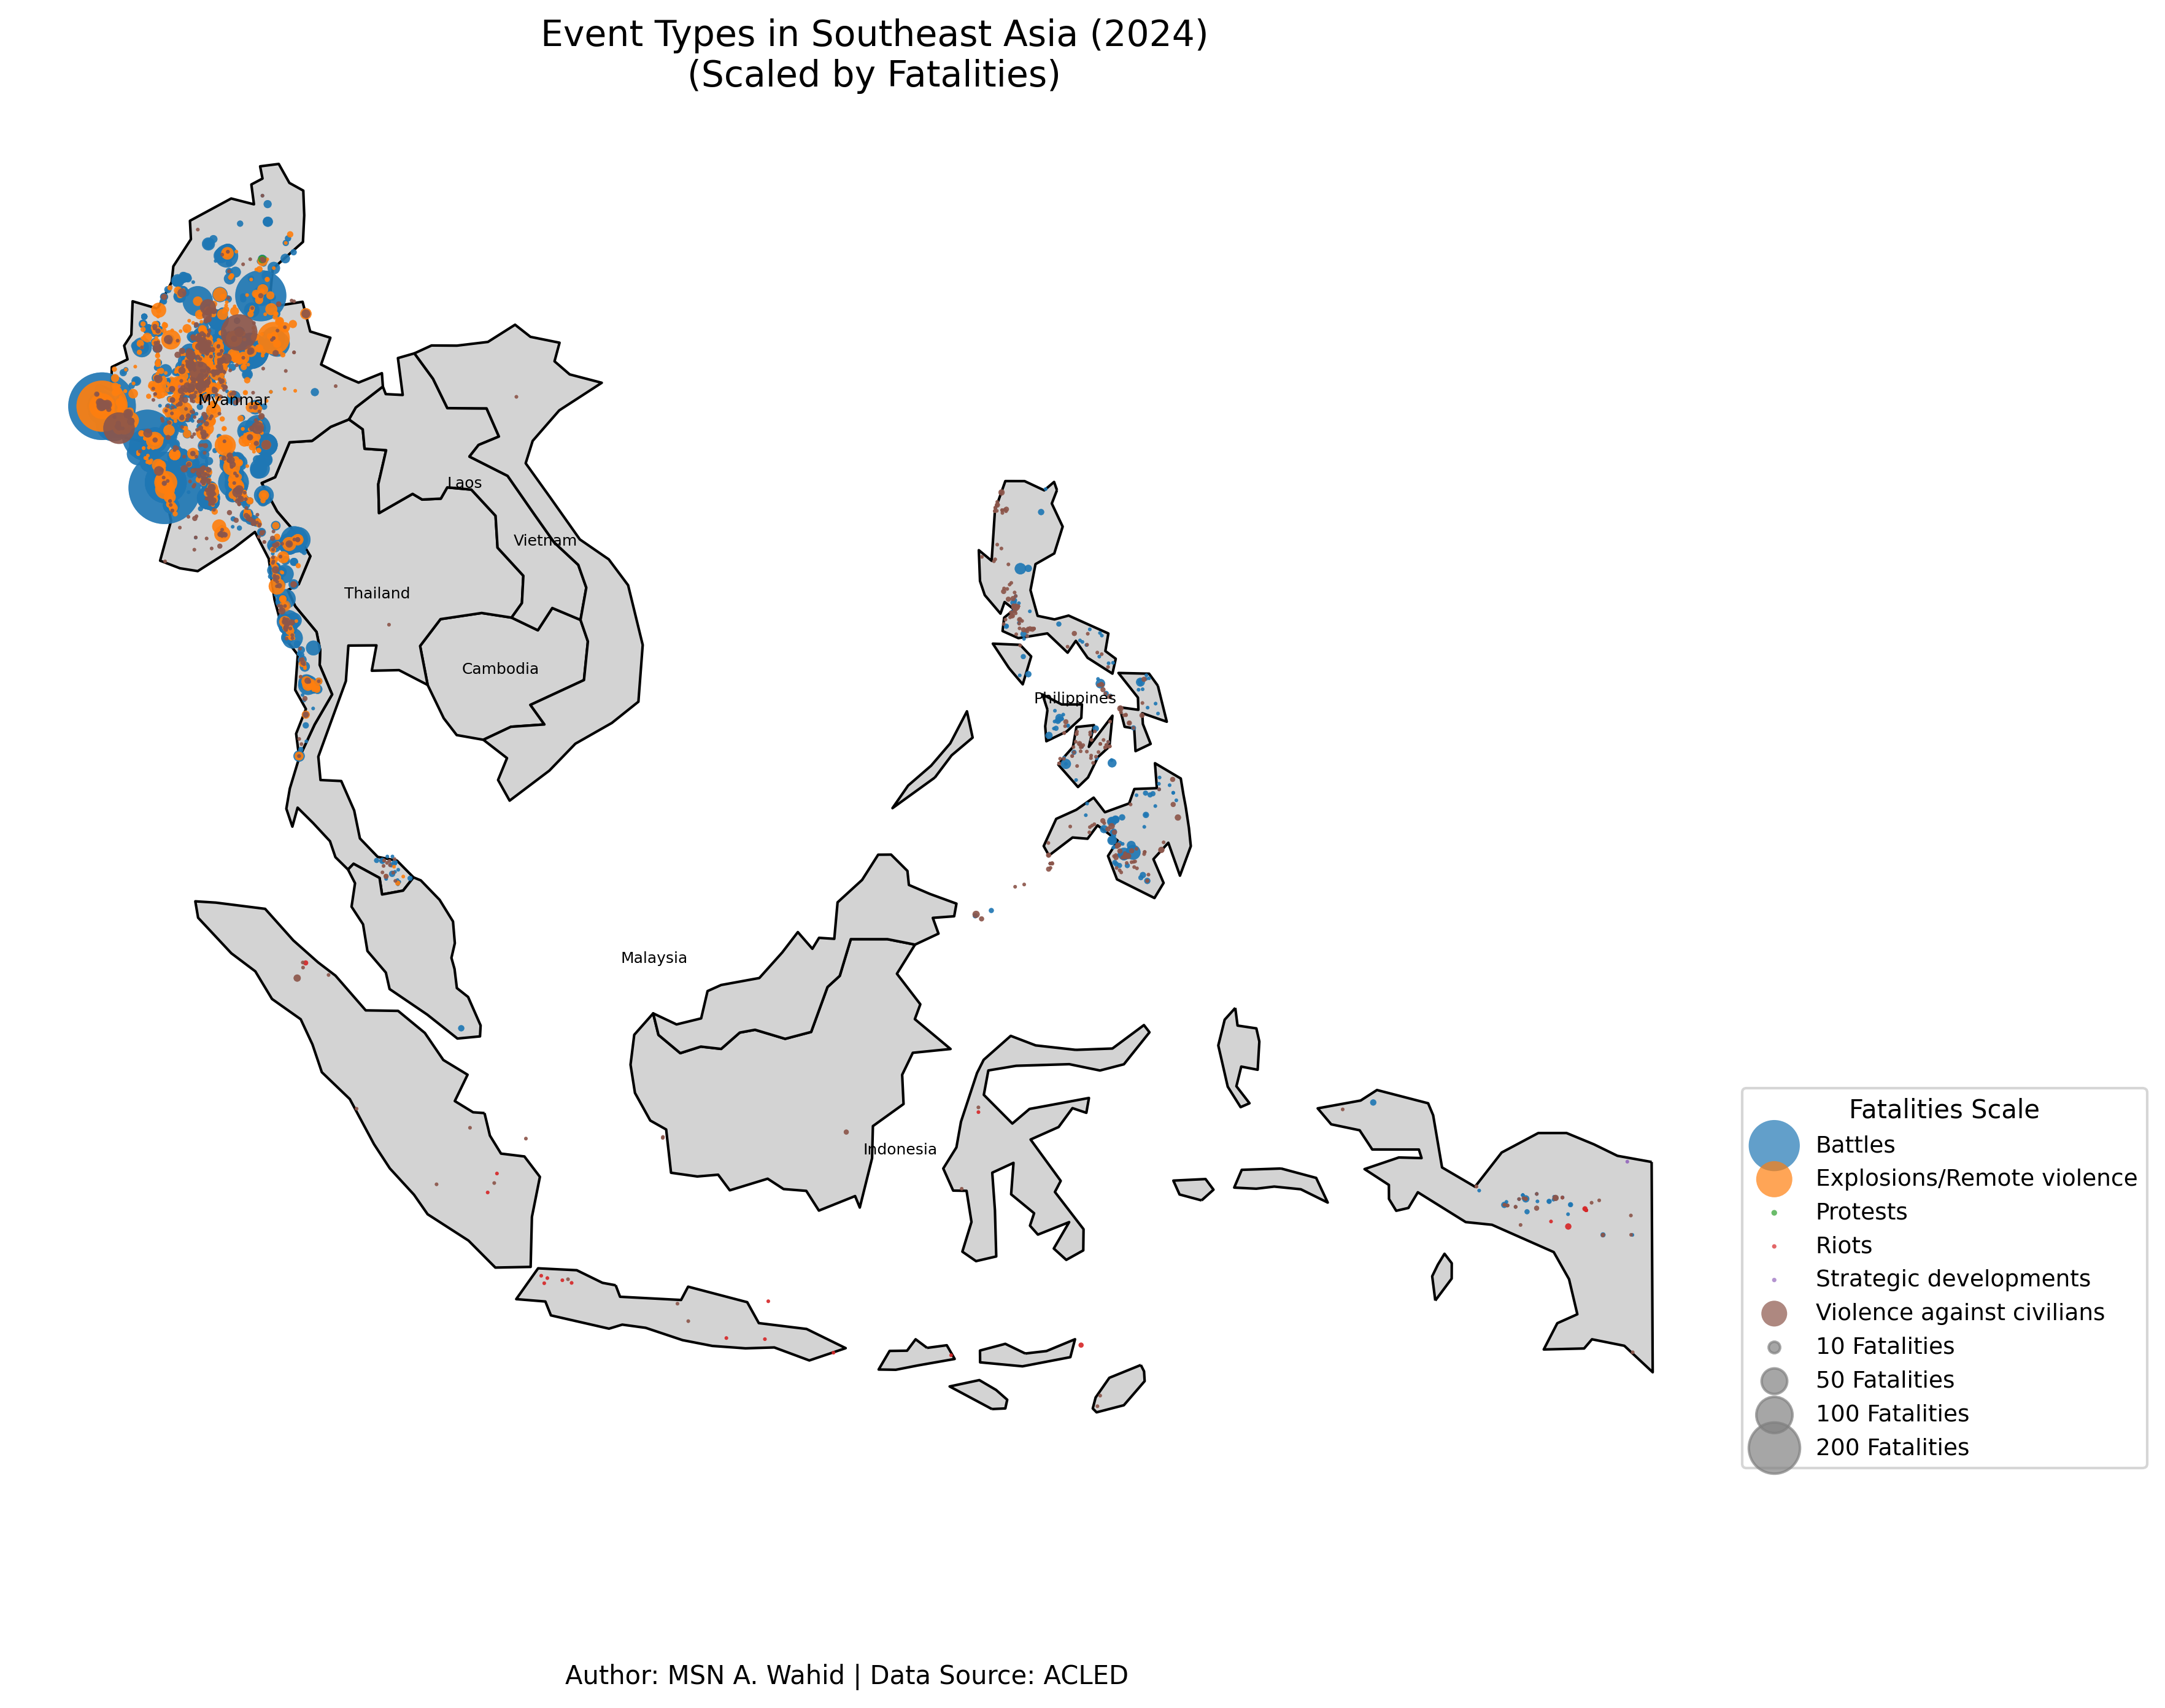 Event Types in Southeast Asia (2024)
(Scaled by Fatalities)
Myanmar
Laos
Vietnam
Thailand
Cambodia
Philippines
Malaysia
Indonesia
Fatalities Scale
Battles
Explosions/Remote violence
Protests
Riots
Strategic developments
Violence against civilians
10 Fatalities
50 Fatalities
100 Fatalities
200 Fatalities
Author: MSN A. Wahid | Data Source: ACLED